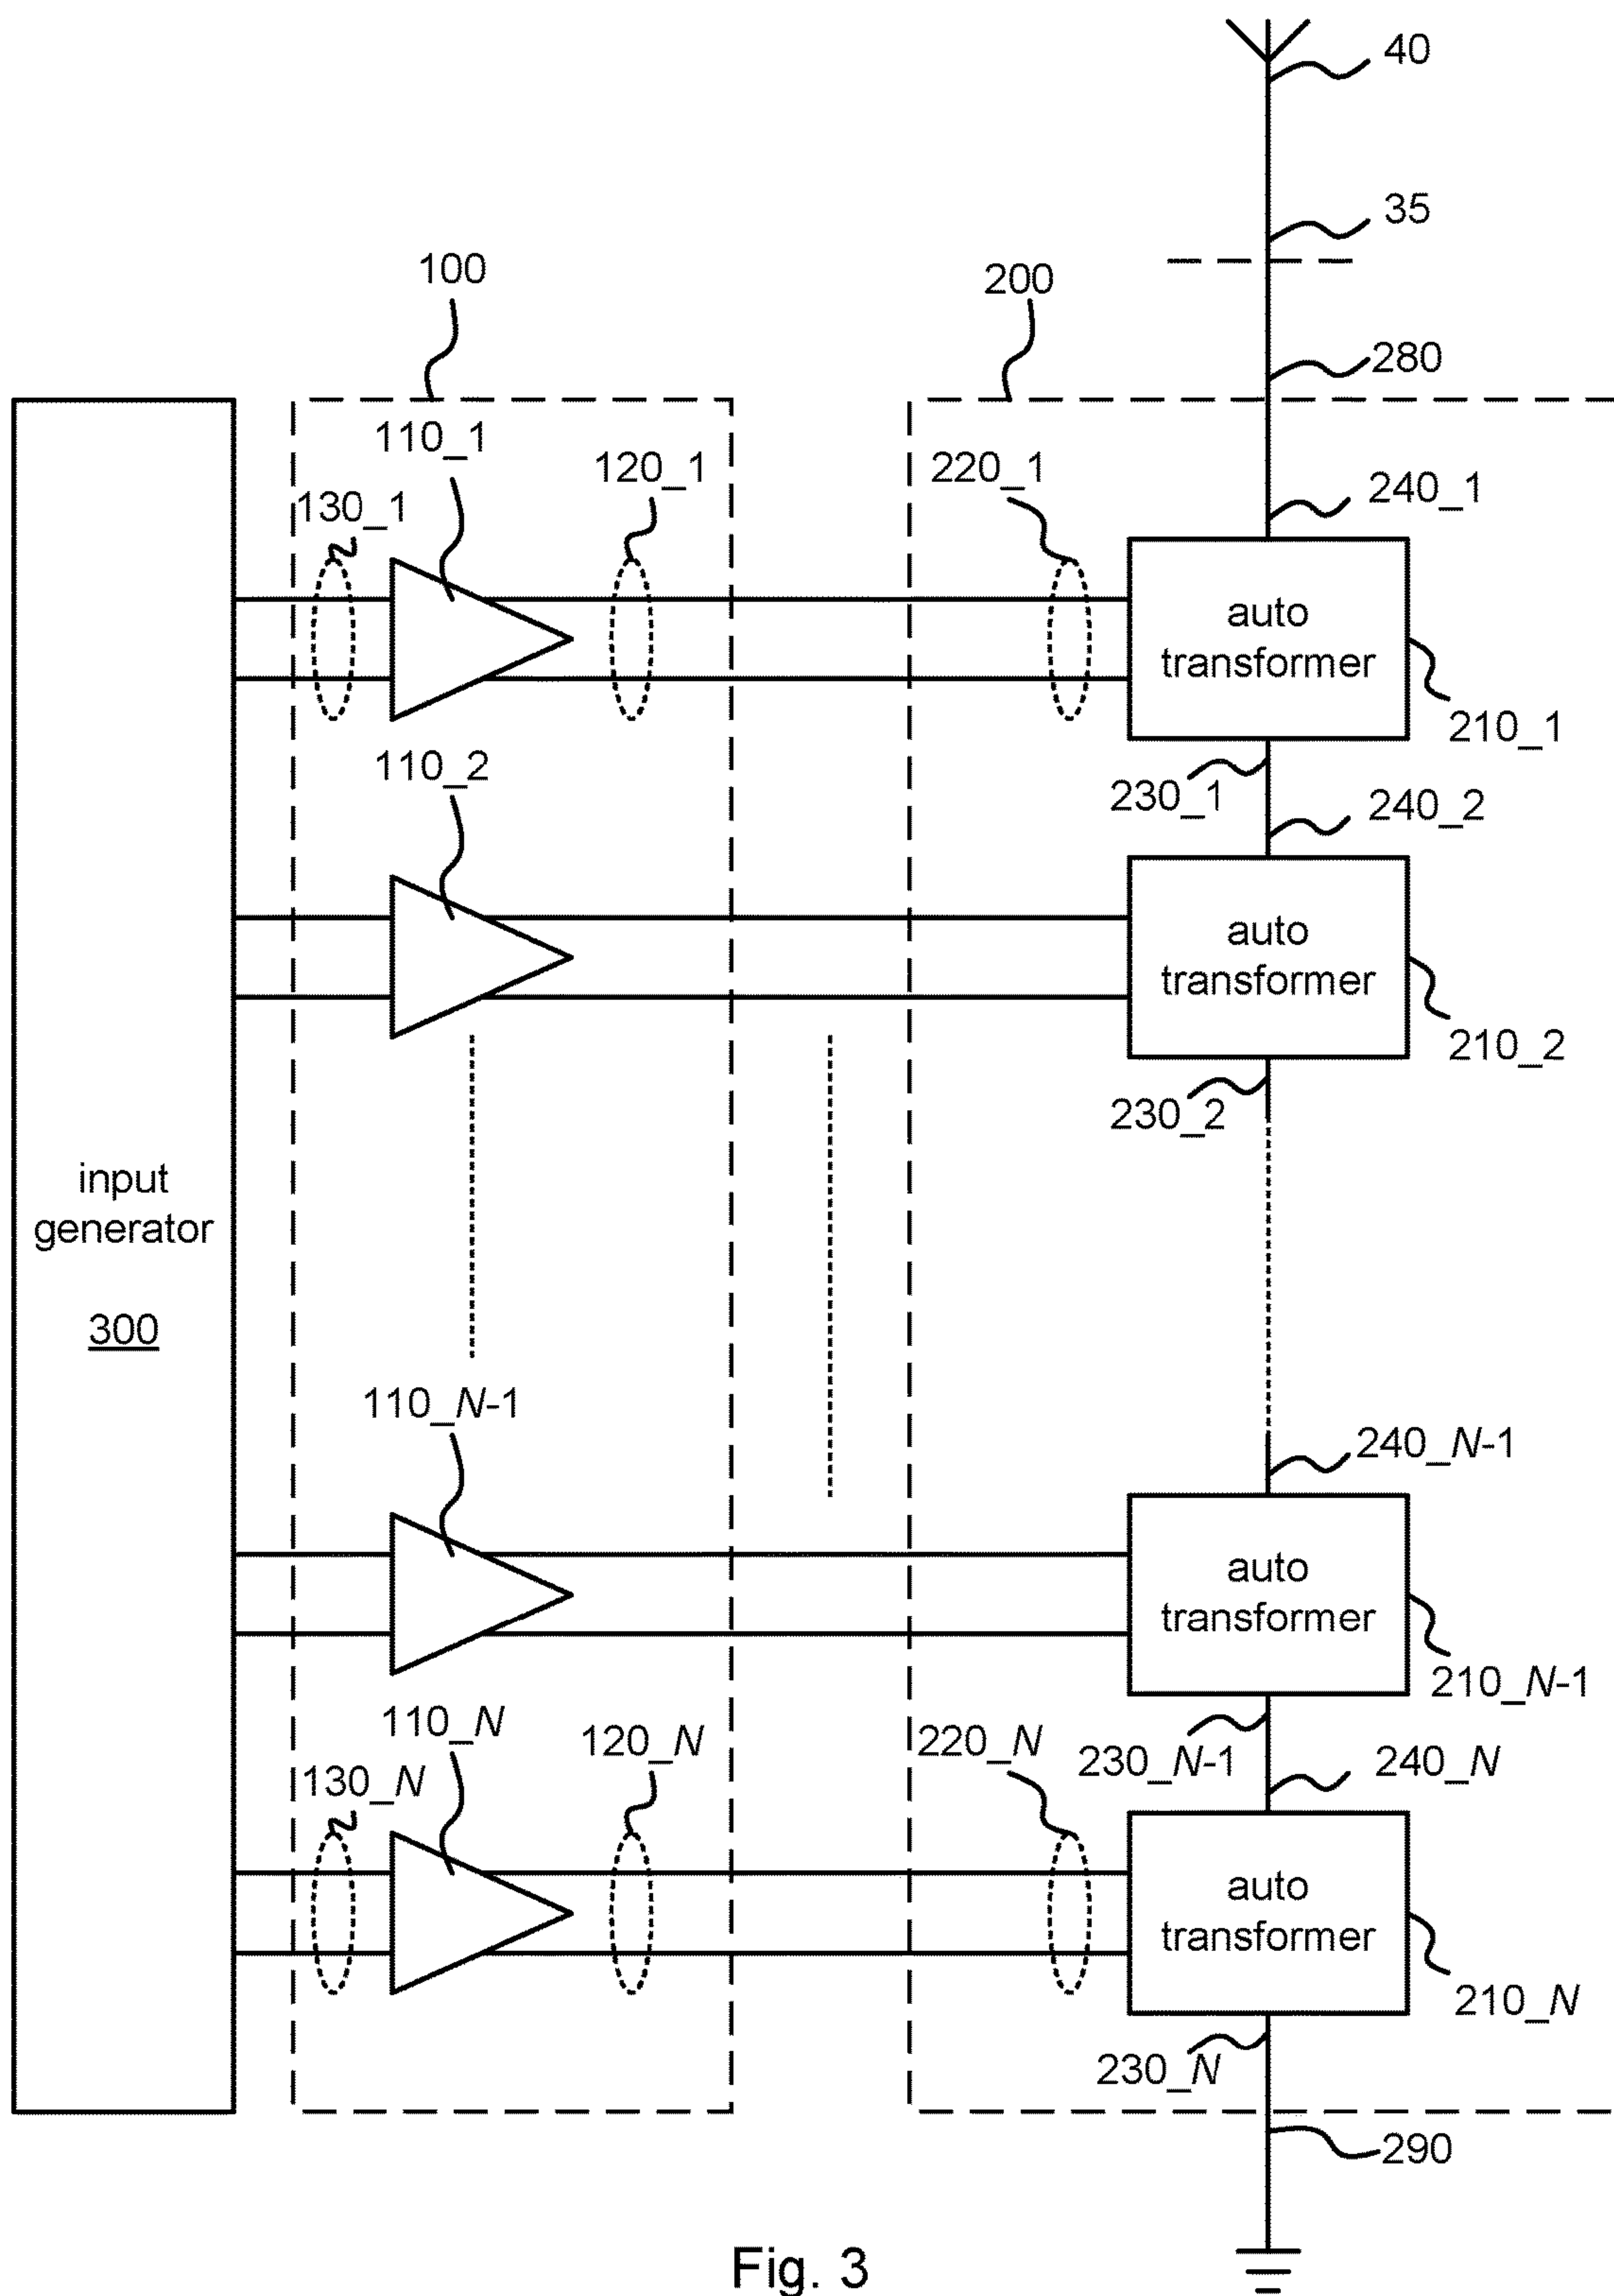 40
35
100
200
280
110_1
120_1
220_1
240_1
130_1
auto
transformer
210_1
110_2
230_1
240_2
auto
transformer
210_2
230_2
input
generator
300
110_N-1
240_N-1
auto
transformer
210_N-1
110_N
120_N
220_N
230_N-1
240_N
130_N
auto
transformer
210_N
230_N
290
Fig. 3